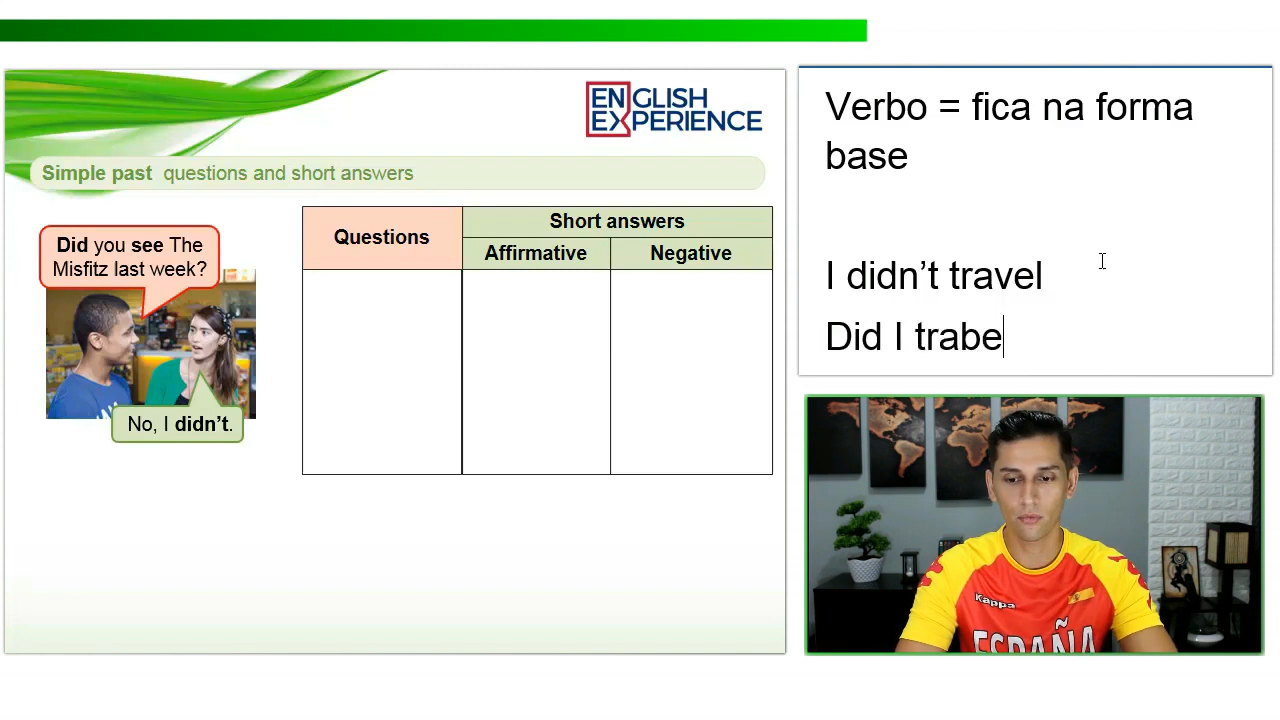 ENGLISH
EXPERIENCE
Simple past questions and short answers
Did you see The
Misfitz last week?
No, I didn't.
Questions
Short answers
Affirmative
Negative
Verbo = fica na forma
base
I didn’t travel
Did I trabe
Kappa
ESPAÑA